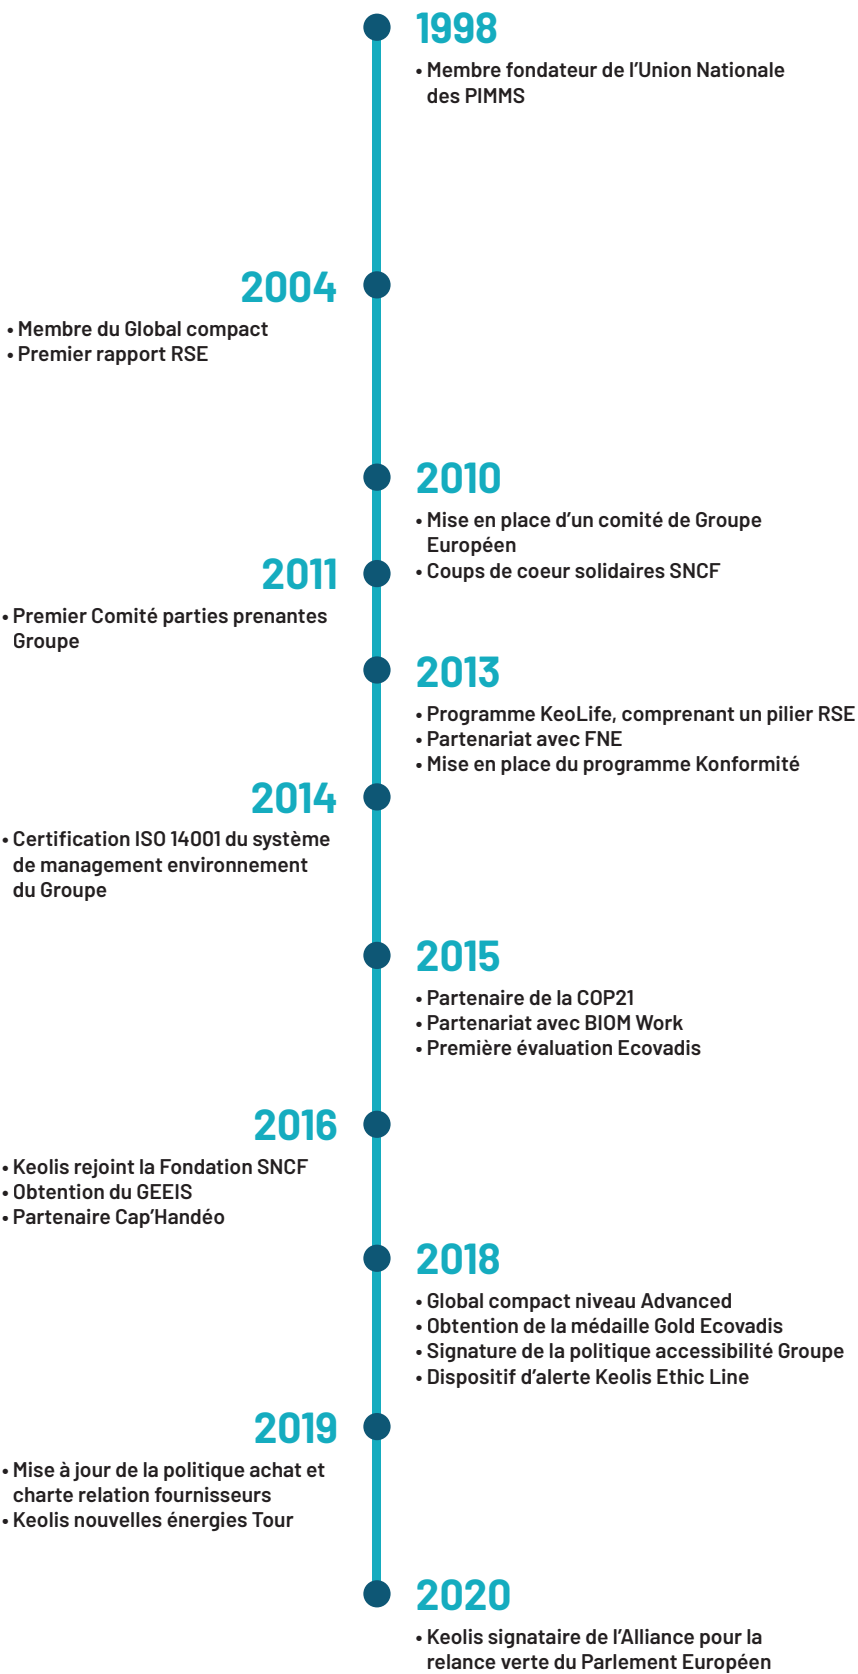 1998
• Membre fondateur de l'Union Nationale
des PIMMS
2004
• Membre du Global compact
• Premier rapport RSE
2010
• Mise en place d'un comité de Groupe
Européen
• Coups de coeur solidaires SNCF
2011
• Premier Comité parties prenantes
Groupe
2013
• Programme KeoLife, comprenant un pilier RSE
• Partenariat avec FNE
• Mise en place du programme Konformité
2014
• Certification ISO 14001 du système
de management environnement
du Groupe
2015
• Partenaire de la COP21
• Partenariat avec BIOM Work
• Première évaluation Ecovadis
2016
• Keolis rejoint la Fondation SNCF
• Obtention du GEEIS
• Partenaire Cap'Handéo
2018
• Global compact niveau Advanced
• Obtention de la médaille Gold Ecovadis
• Signature de la politique accessibilité Groupe
• Dispositif d'alerte Keolis Ethic Line
2019
• Mise à jour de la politique achat et
charte relation fournisseurs
• Keolis nouvelles énergies Tour
2020
• Keolis signataire de l'Alliance pour la
relance verte du Parlement Européen